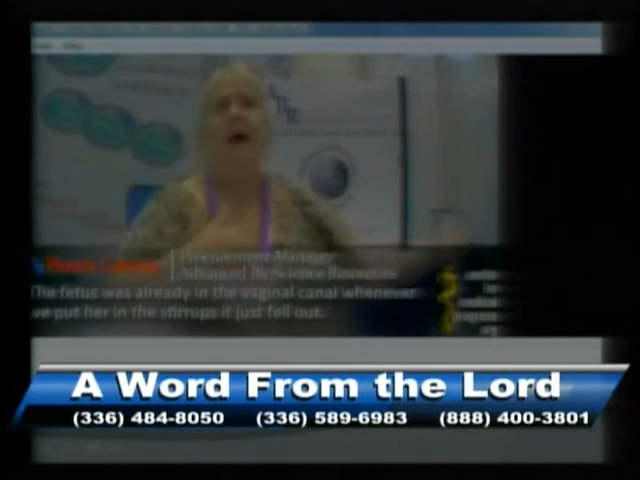 ABR
Procurement Manager
Advanced BioScience Resources
The fetus was already in the vaginal canal whenever
we put her in the stirrups it just fell out.
A Word From the Lord
(336) 484-8050 (336) 589-6983 (888) 400-3801